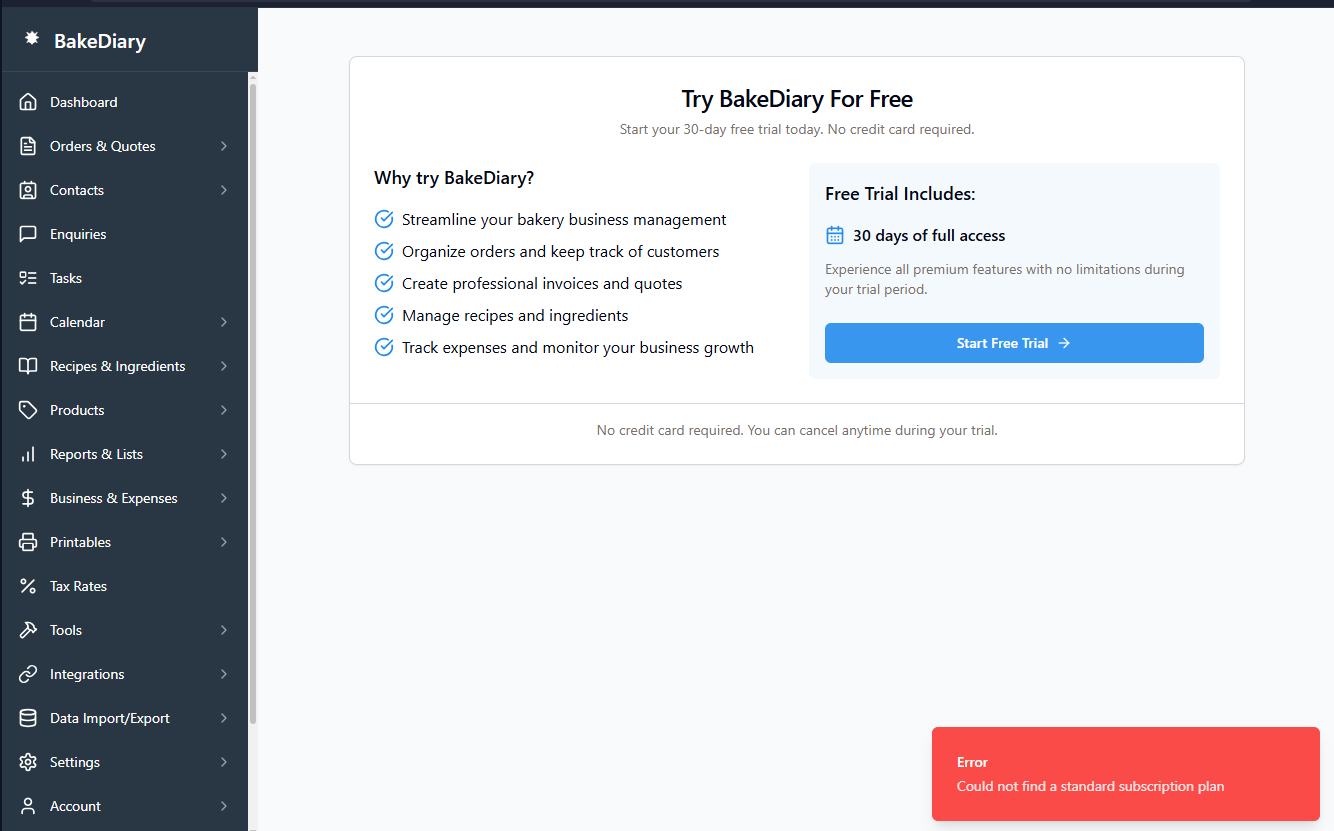 BakeDiary
Dashboard
Orders & Quotes
Contacts
Enquiries
Tasks
Calendar
Recipes & Ingredients
Products
Reports & Lists
Business & Expenses
Printables
Tax Rates
Tools
Integrations
Data Import/Export
Settings
Account
Try BakeDiary For Free
Start your 30-day free trial today. No credit card required.
Why try BakeDiary?
Streamline your bakery business management
Organize orders and keep track of customers
Create professional invoices and quotes
Manage recipes and ingredients
Track expenses and monitor your business growth
Free Trial Includes:
30 days of full access
Experience all premium features with no limitations during
your trial period.
Start Free Trial
No credit card required. You can cancel anytime during your trial.
Error
Could not find a standard subscription plan